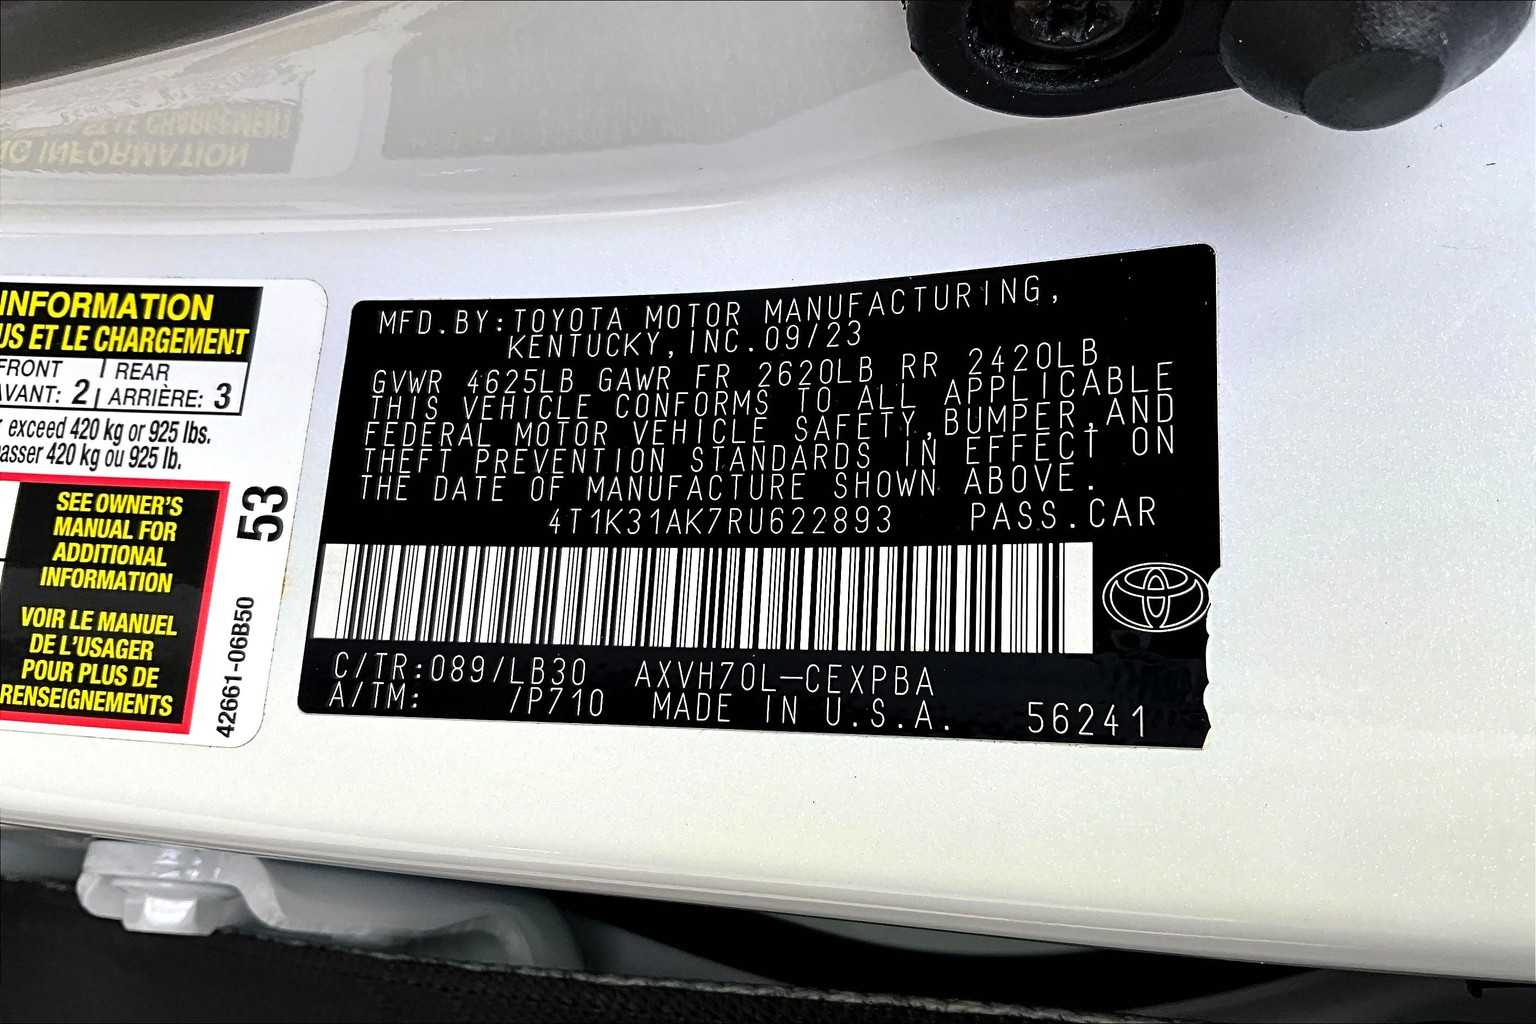 INFORMATION
US ET LE CHARGEMENT
FRONT
AVANT: 2
REAR
ARRIÈRE: 3
exceed 420 kg or 925 lbs.
passer 420 kg ou 925 lb.
SEE OWNER'S
MANUAL FOR
ADDITIONAL
INFORMATION
VOIR LE MANUEL
DE L'USAGER
POUR PLUS DE
RENSEIGNEMENTS
53
42661-06B50
MFD.BY:TOYOTA MOTOR MANUFACTURING,
KENTUCKY,INC.09/23
GVWR 4625LB GAWR FR 2620LB RR 2420LB
THIS VEHICLE CONFORMS TO ALL APPLICABLE
FEDERAL MOTOR VEHICLE SAFETY,BUMPER,AND
THEFT PREVENTION STANDARDS IN EFFECT ON
THE DATE OF MANUFACTURE SHOWN ABOVE.
4T1K31AK7RU622893 PASS.CAR
C/TR:089/LB30 AXVH70L-CEXPBA
A/TM: /P710 MADE IN U.S.A. 56241